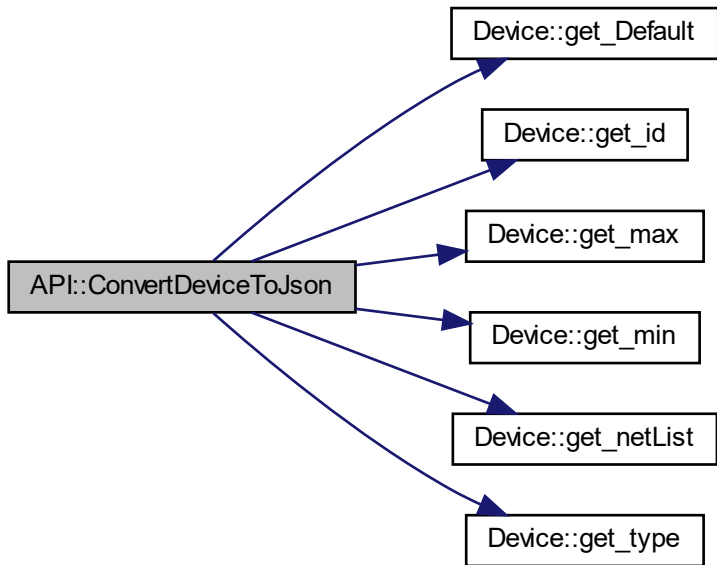 Device::get_Default
Device::get_id
Device::get_max
API::ConvertDeviceToJson
Device::get_min
Device::get_netList
Device::get_type